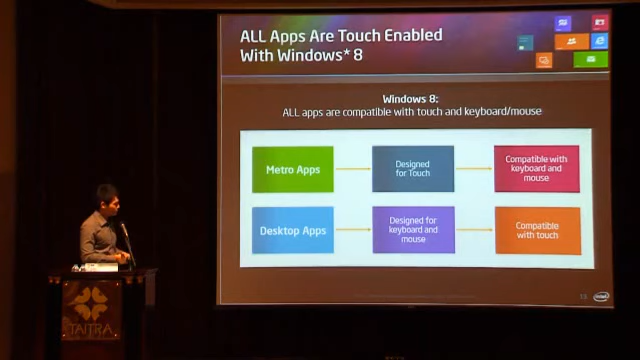 ALL Apps Are Touch Enabled
With Windows* 8
Windows 8:
ALL apps are compatible with touch and keyboard/mouse
Metro Apps
Designed
for Touch
Compatible with
keyboard and
mouse
Desktop Apps
Designed for
keyboard and
mouse
Compatible
with touch
intel
TAITRA